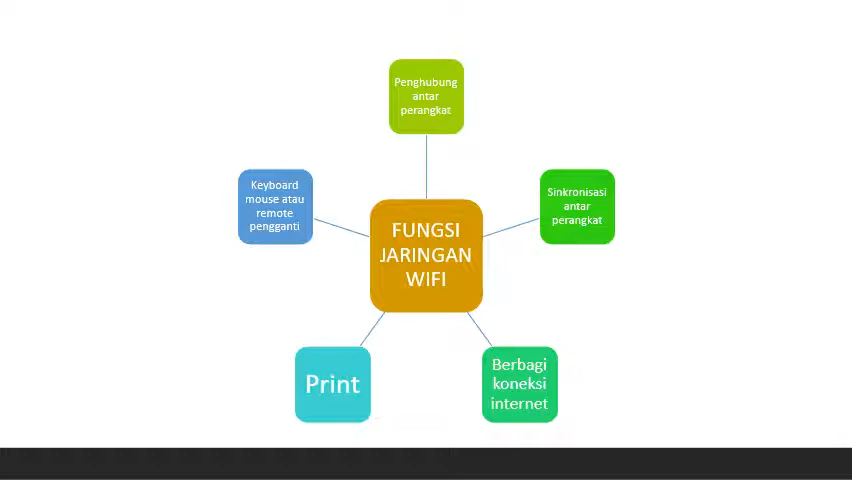 Penghubung
antar
perangkat
Keyboard
mouse atau
remote
pengganti
Sinkronisasi
antar
perangkat
FUNGSI
JARINGAN
WIFI
Print
Berbagi
koneksi
internet